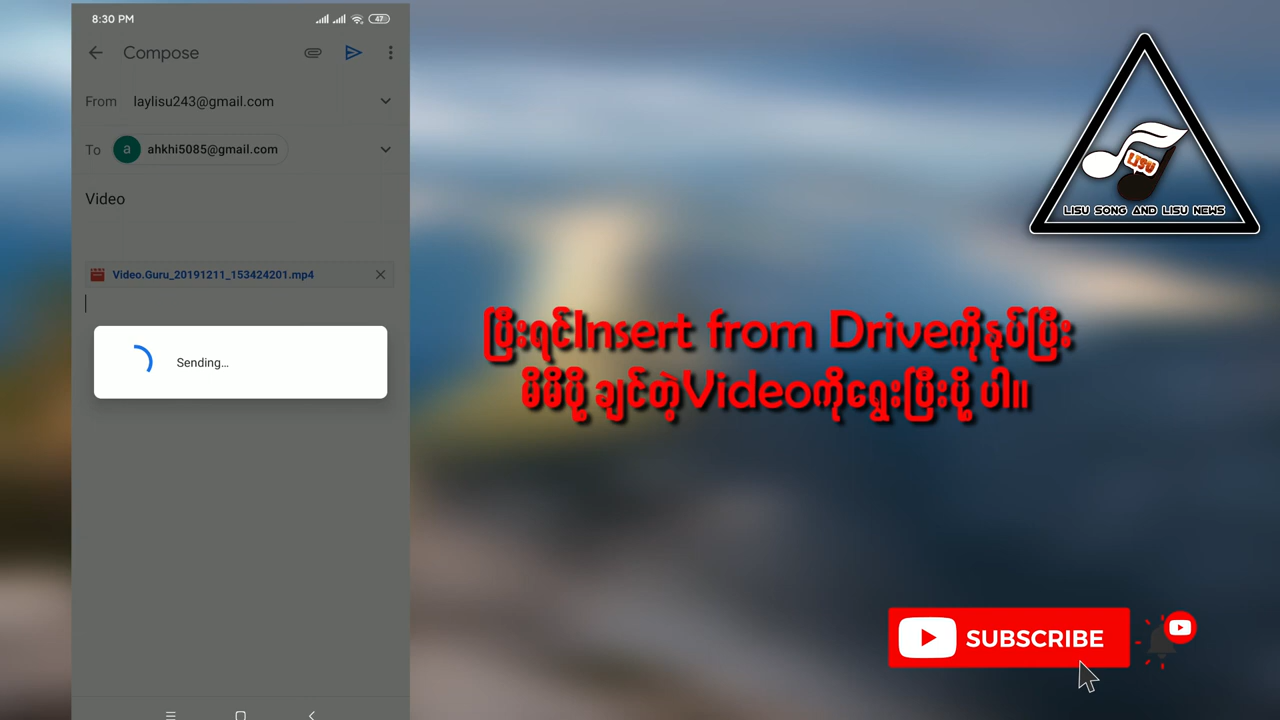 8:30 PM
47
Compose
From laylisu243@gmail.com
To a ahkhi5085@gmail.com
Video
Video.Guru_20191211_153424201.mp4
Sending...
ပြီးရင်Insert from Driveကိုနှပ်ပြီး
မိမိပို့ ချင်တဲ့Videoကိုရွေးပြီးပို့ ပါ။
LISU
LISU SONG AND LISU NEWS
SUBSCRIBE